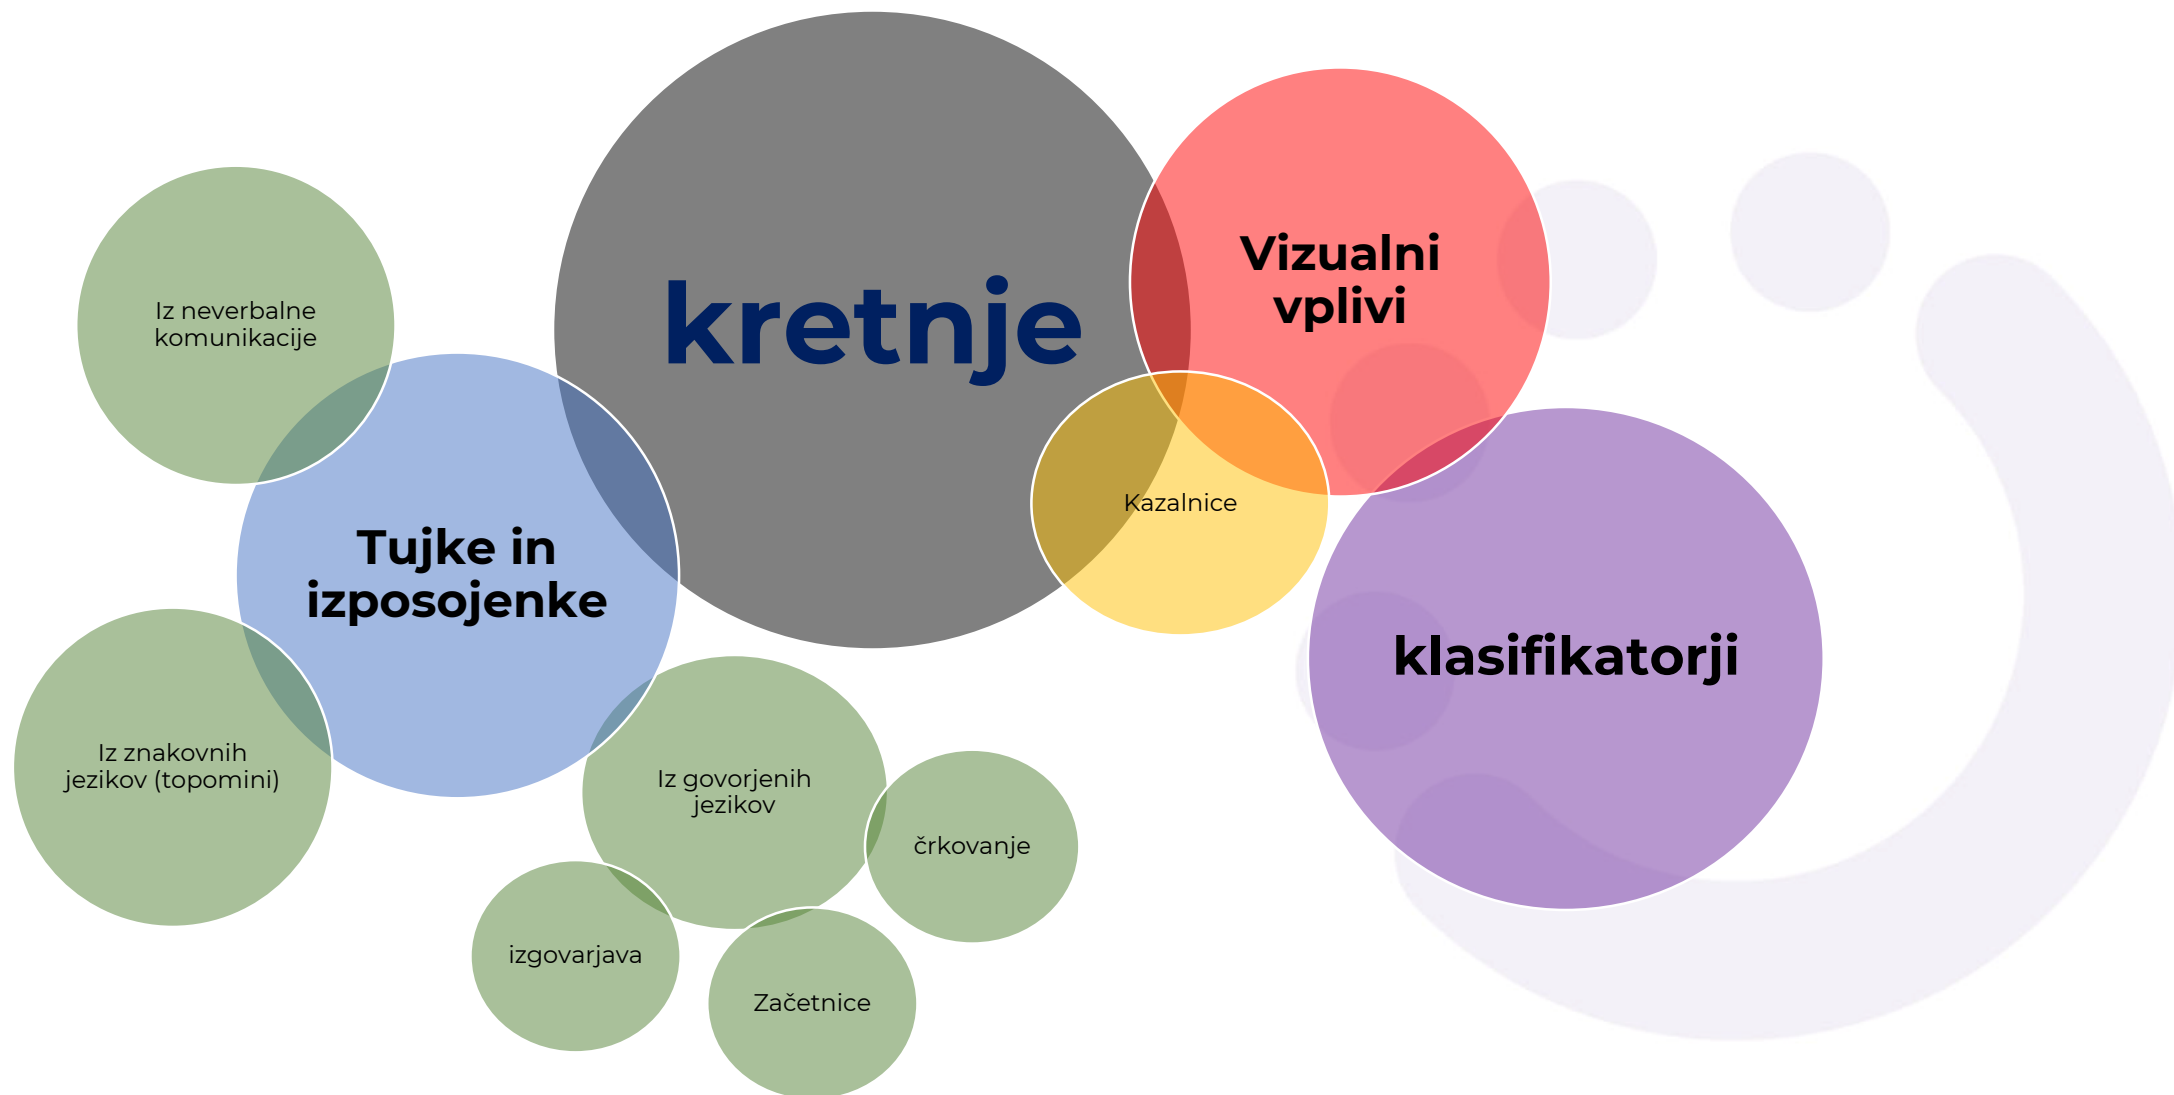 kretnje
Vizualni
vplivi
Iz neverbalne
komunikacije
Kazalnice
Tujke in
izposojenke
klasifikatorji
Iz znakovnih
jezikov (topomini)
Iz govorjenih
jezikov
črkovanje
izgovarjava
Začetnice